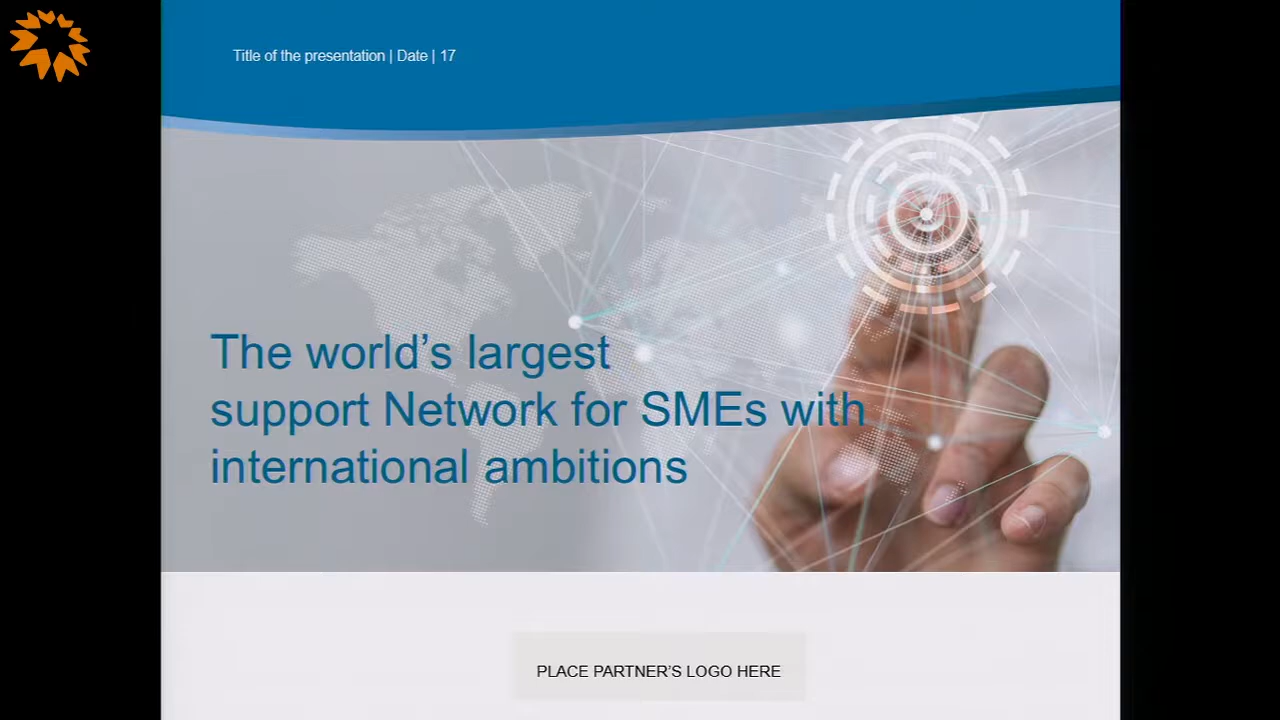 Title of the presentation | Date | 17
The world’s largest
support Network for SMEs with
international ambitions
PLACE PARTNER’S LOGO HERE